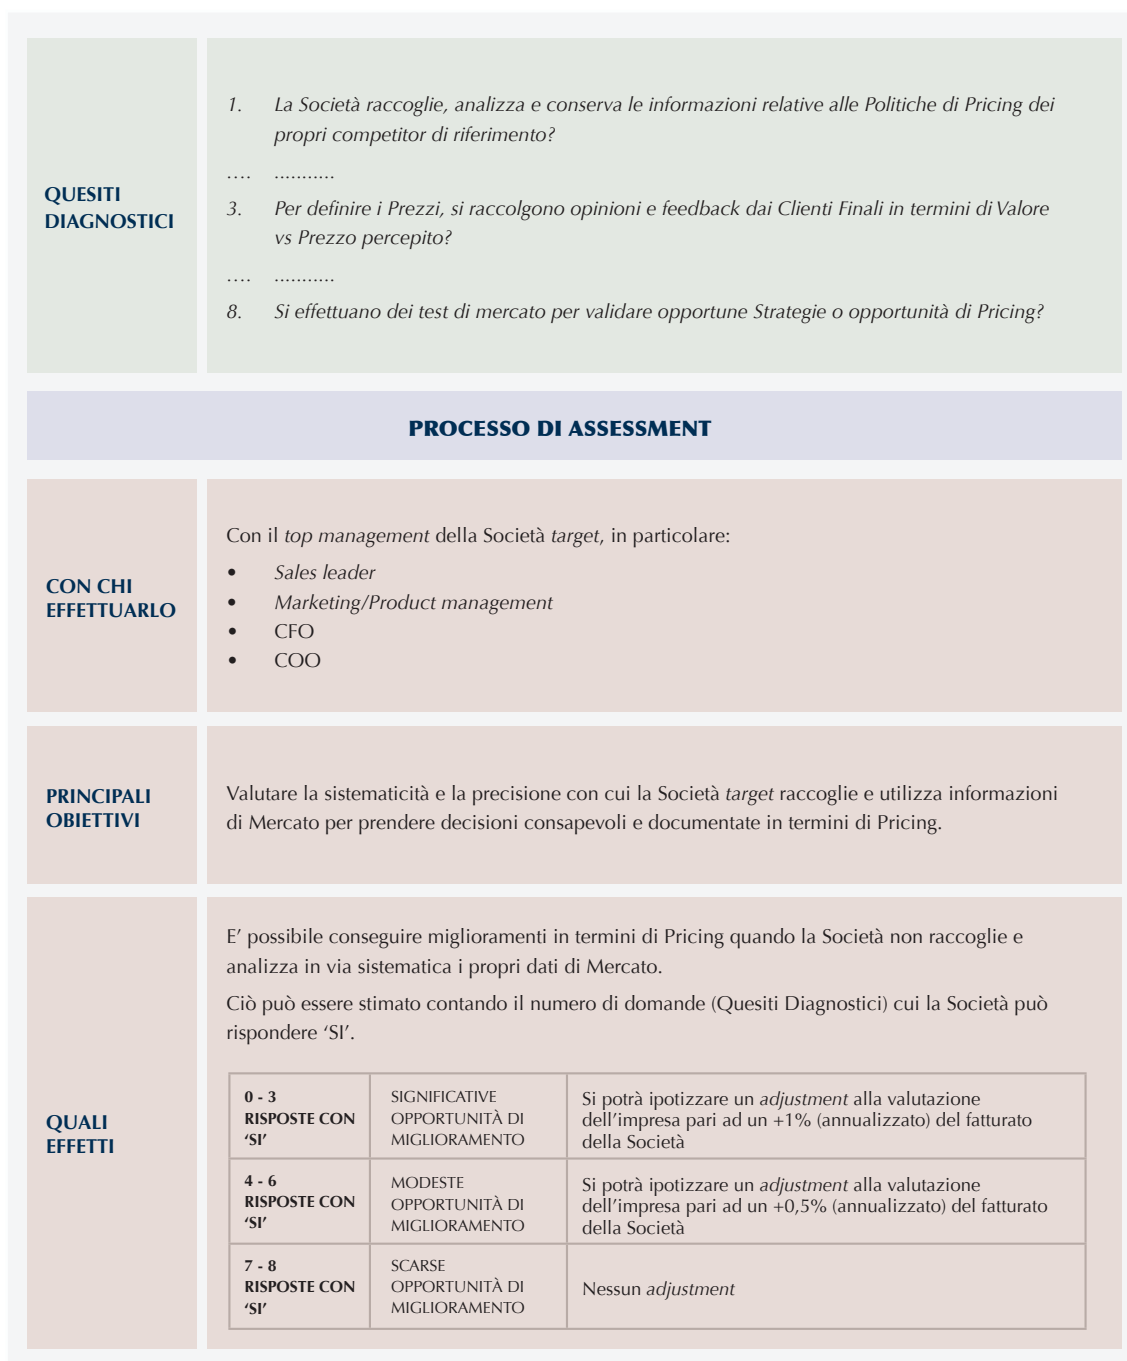 QUESITI
DIAGNOSTICI
1. La Società raccoglie, analizza e conserva le informazioni relative alle Politiche di Pricing dei
propri competitor di riferimento?
.... ...........
3. Per definire i Prezzi, si raccolgono opinioni e feedback dai Clienti Finali in termini di Valore
vs Prezzo percepito?
.... ...........
8. Si effettuano dei test di mercato per validare opportune Strategie o opportunità di Pricing?
PROCESSO DI ASSESSMENT
CON CHI
EFFETTUARLO
Con il top management della Società target, in particolare:
• Sales leader
• Marketing/Product management
• CFO
• COO
PRINCIPALI
OBIETTIVI
Valutare la sistematicità e la precisione con cui la Società target raccoglie e utilizza informazioni
di Mercato per prendere decisioni consapevoli e documentate in termini di Pricing.
QUALI
EFFETTI
E’ possibile conseguire miglioramenti in termini di Pricing quando la Società non raccoglie e
analizza in via sistematica i propri dati di Mercato.
Ciò può essere stimato contando il numero di domande (Quesiti Diagnostici) cui la Società può
rispondere ‘SI’.
0 - 3
RISPOSTE CON
‘SI’
SIGNIFICATIVE
OPPORTUNITÀ DI
MIGLIORAMENTO
Si potrà ipotizzare un adjustment alla valutazione
dell’impresa pari ad un +1% (annualizzato) del fatturato
della Società
4 - 6
RISPOSTE CON
‘SI’
MODESTE
OPPORTUNITÀ DI
MIGLIORAMENTO
Si potrà ipotizzare un adjustment alla valutazione
dell’impresa pari ad un +0,5% (annualizzato) del fatturato
della Società
7 - 8
RISPOSTE CON
‘SI’
SCARSE
OPPORTUNITÀ DI
MIGLIORAMENTO
Nessun adjustment